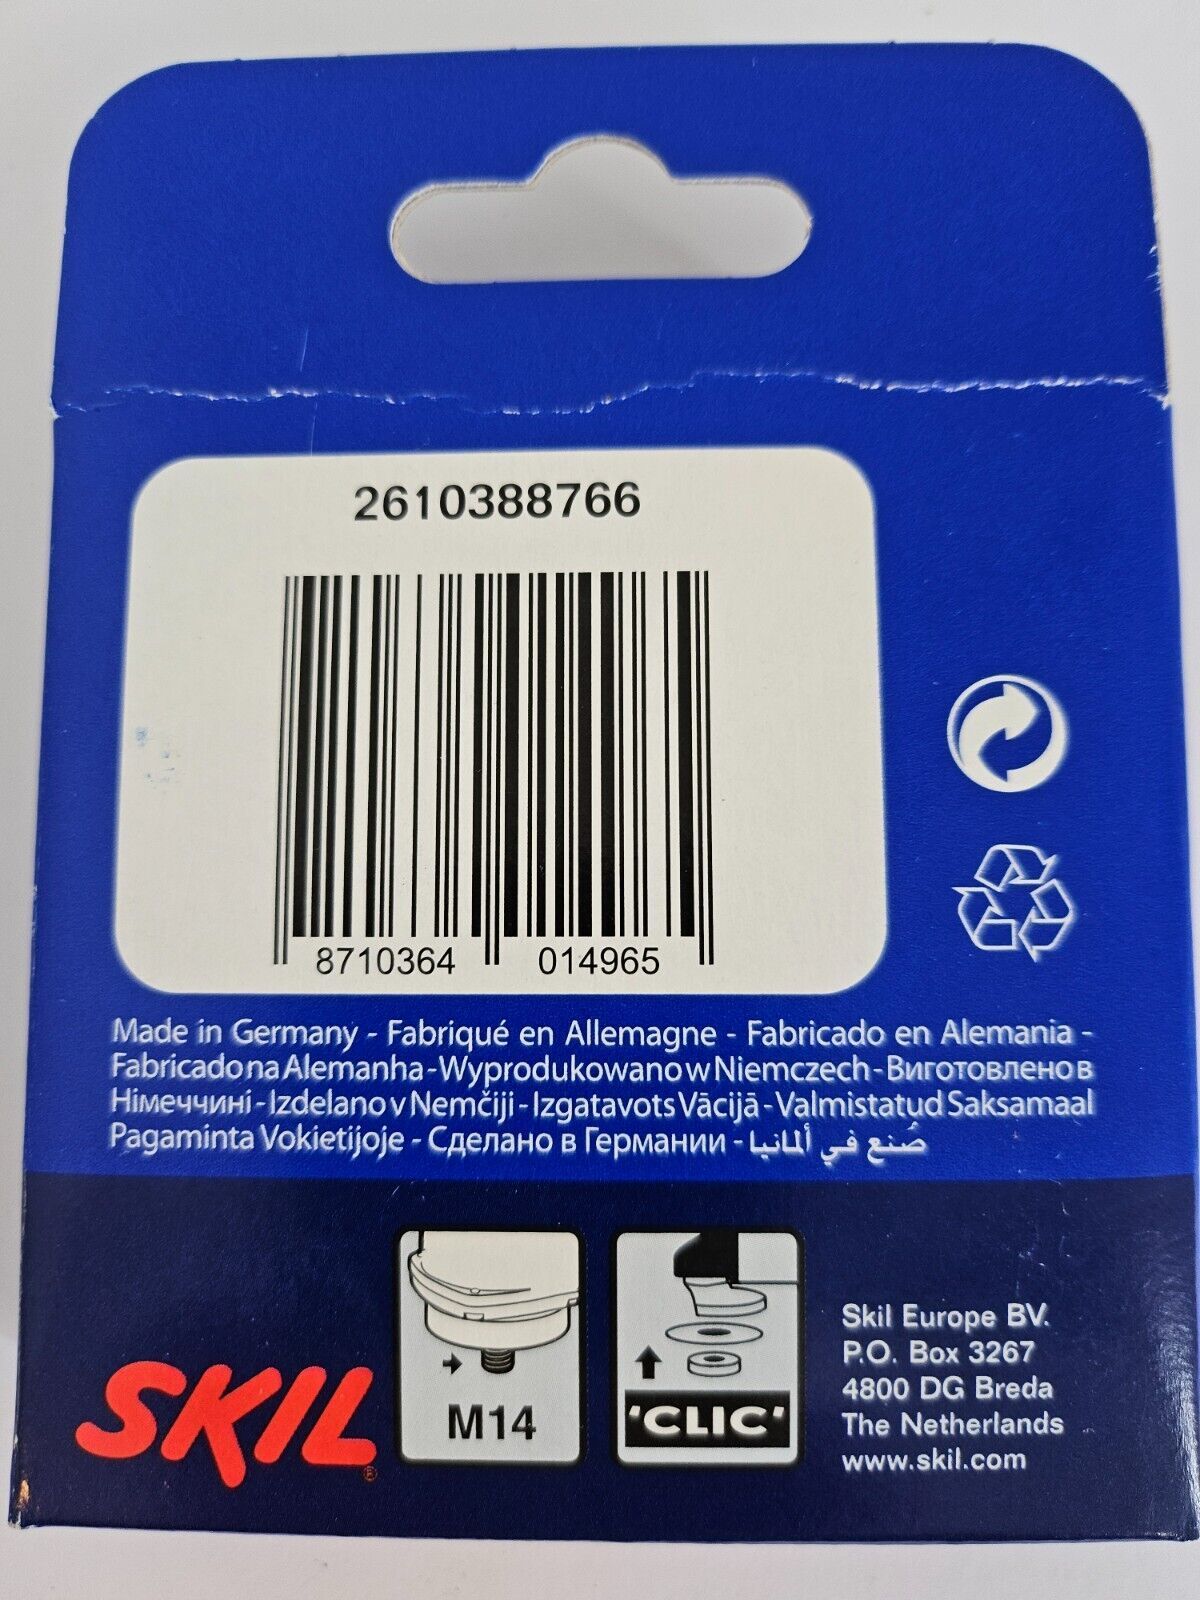 2610388766
8710364 014965
Made in Germany - Fabriqué en Allemagne - Fabricado en Alemania -
Fabricado na Alemanha - Wyprodukowano w Niemczech - Виготовлено в
Німеччині - Izdelano v Nemčiji - Izgatavots Vācijā - Valmistatud Saksamaal
Pagaminta Vokietijoje - Сделано в Германии - صُنع في ألمانيا
SKIL®
M14
'CLIC'
Skil Europe BV.
P.O. Box 3267
4800 DG Breda
The Netherlands
www.skil.com